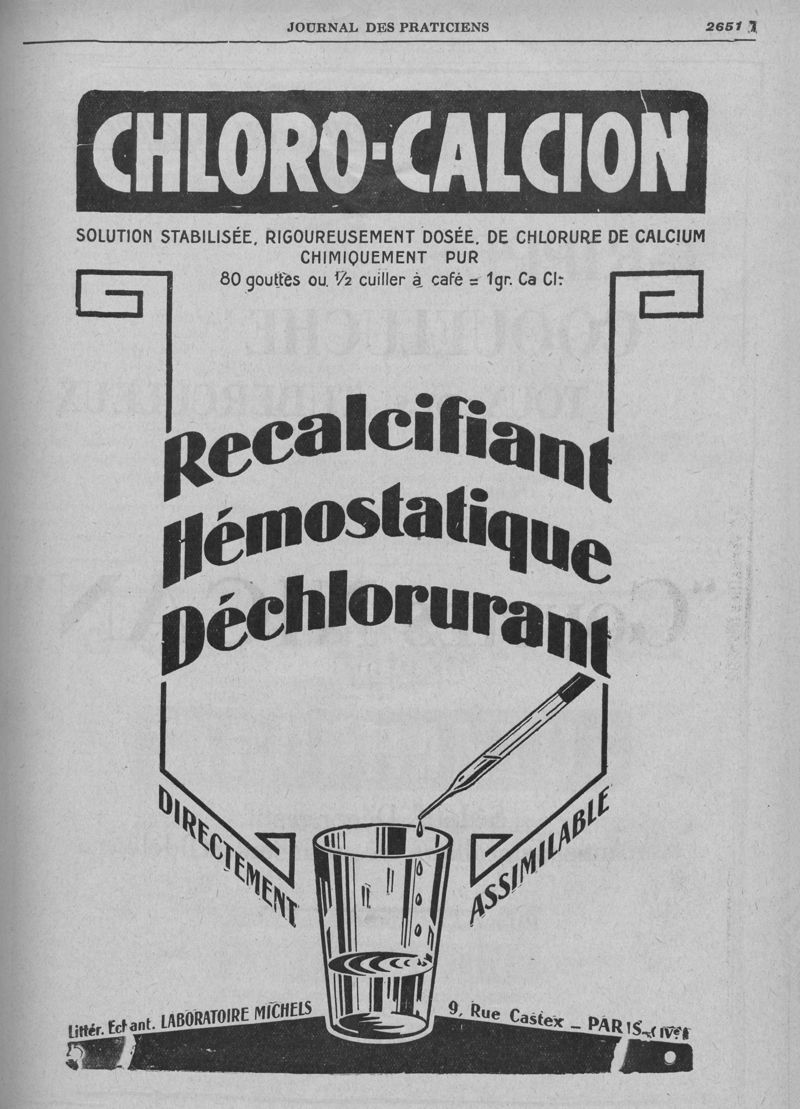 JOURNAL DES PRATICIENS
2651
CHLORO-CALCION
SOLUTION STABILISÉE, RIGOUREUSEMENT DOSÉE, DE CHLORURE DE CALCIUM
CHIMIQUEMENT PUR
80 gouttes ou 1/2 cuiller à café = 1gr. Ca Cl²
Recalcifiant
Hémostatique
Déchlorurant
DIRECTEMENT
ASSIMILABLE
Littér. Echant. LABORATOIRE MICHELS
9, Rue Castex _ PARIS_(IVe)